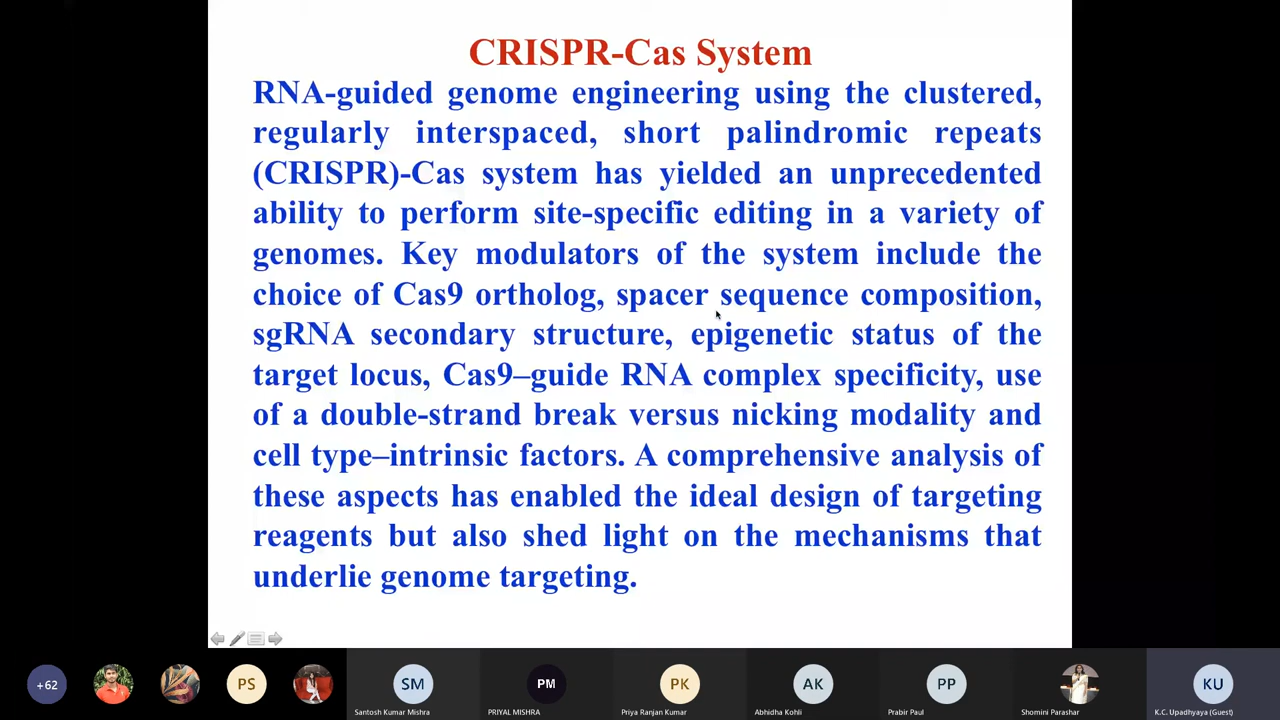 CRISPR-Cas System
RNA-guided genome engineering using the clustered,
regularly interspaced, short palindromic repeats
(CRISPR)-Cas system has yielded an unprecedented
ability to perform site-specific editing in a variety of
genomes. Key modulators of the system include the
choice of Cas9 ortholog, spacer sequence composition,
sgRNA secondary structure, epigenetic status of the
target locus, Cas9–guide RNA complex specificity, use
of a double-strand break versus nicking modality and
cell type–intrinsic factors. A comprehensive analysis of
these aspects has enabled the ideal design of targeting
reagents but also shed light on the mechanisms that
underlie genome targeting.
+62
PS
SM
PM
PK
AK
PP
KU
Santosh Kumar Mishra
PRIYAL MISHRA
Priya Ranjan Kumar
Abhidha Kohli
Prabir Paul
Shomini Parashar
K.C. Upadhyaya (Guest)